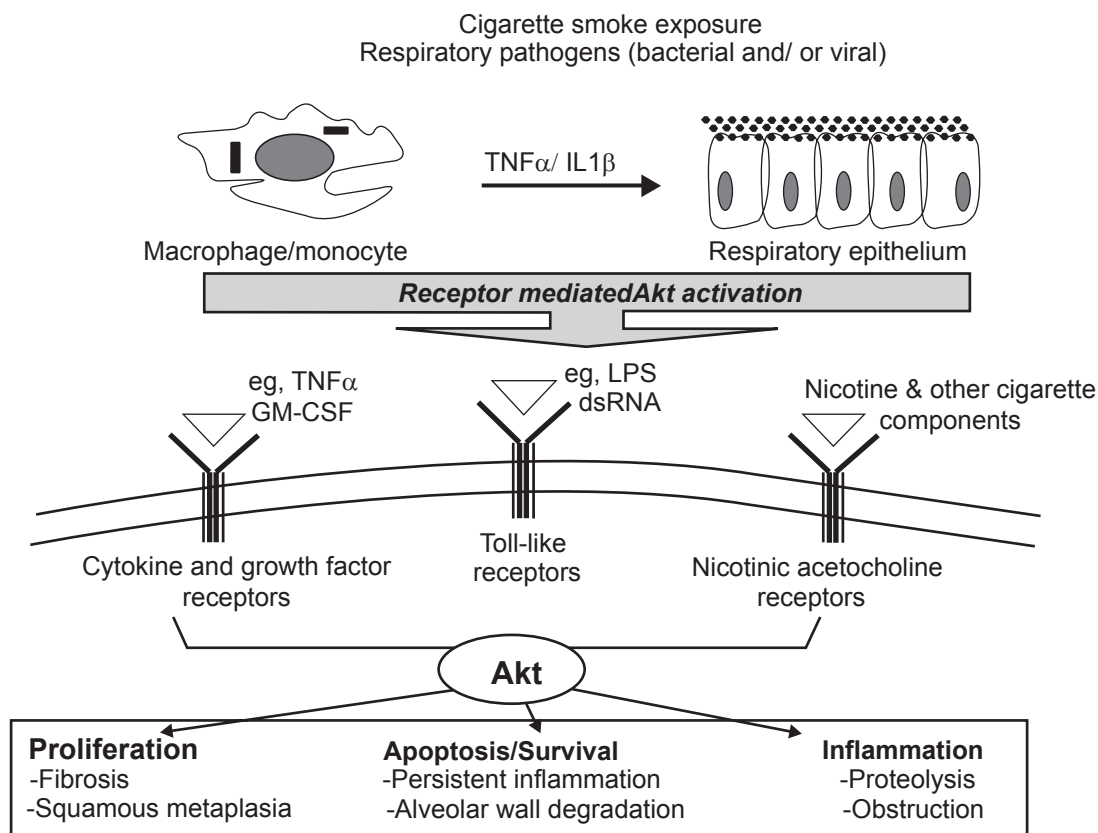 Cigarette smoke exposure
Respiratory pathogens (bacterial and/ or viral)
TNFα/ IL1β
Macrophage/monocyte
Respiratory epithelium
Receptor mediatedAkt activation
eg, TNFα
GM-CSF
eg, LPS
dsRNA
Nicotine & other cigarette
components
Cytokine and growth factor
receptors
Toll-like
receptors
Nicotinic acetocholine
receptors
Akt
Proliferation
-Fibrosis
-Squamous metaplasia
Apoptosis/Survival
-Persistent inflammation
-Alveolar wall degradation
Inflammation
-Proteolysis
-Obstruction